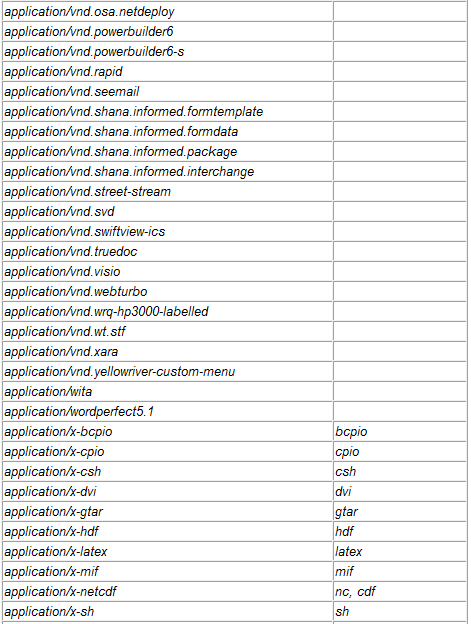 application/vnd.osa.netdeploy
application/vnd.powerbuilder6
application/vnd.powerbuilder6-s
application/vnd.rapid
application/vnd.seemail
application/vnd.shana.informed.formtemplate
application/vnd.shana.informed.formdata
application/vnd.shana.informed.package
application/vnd.shana.informed.interchange
application/vnd.street-stream
application/vnd.svd
application/vnd.swiftview-ics
application/vnd.truedoc
application/vnd.visio
application/vnd.webturbo
application/vnd.wrq-hp3000-labelled
application/vnd.wt.stf
application/vnd.xara
application/vnd.yellowriver-custom-menu
application/wita
application/wordperfect5.1
application/x-bcpio bcpio
application/x-cpio cpio
application/x-csh csh
application/x-dvi dvi
application/x-gtar gtar
application/x-hdf hdf
application/x-latex latex
application/x-mif mif
application/x-netcdf nc, cdf
application/x-sh sh